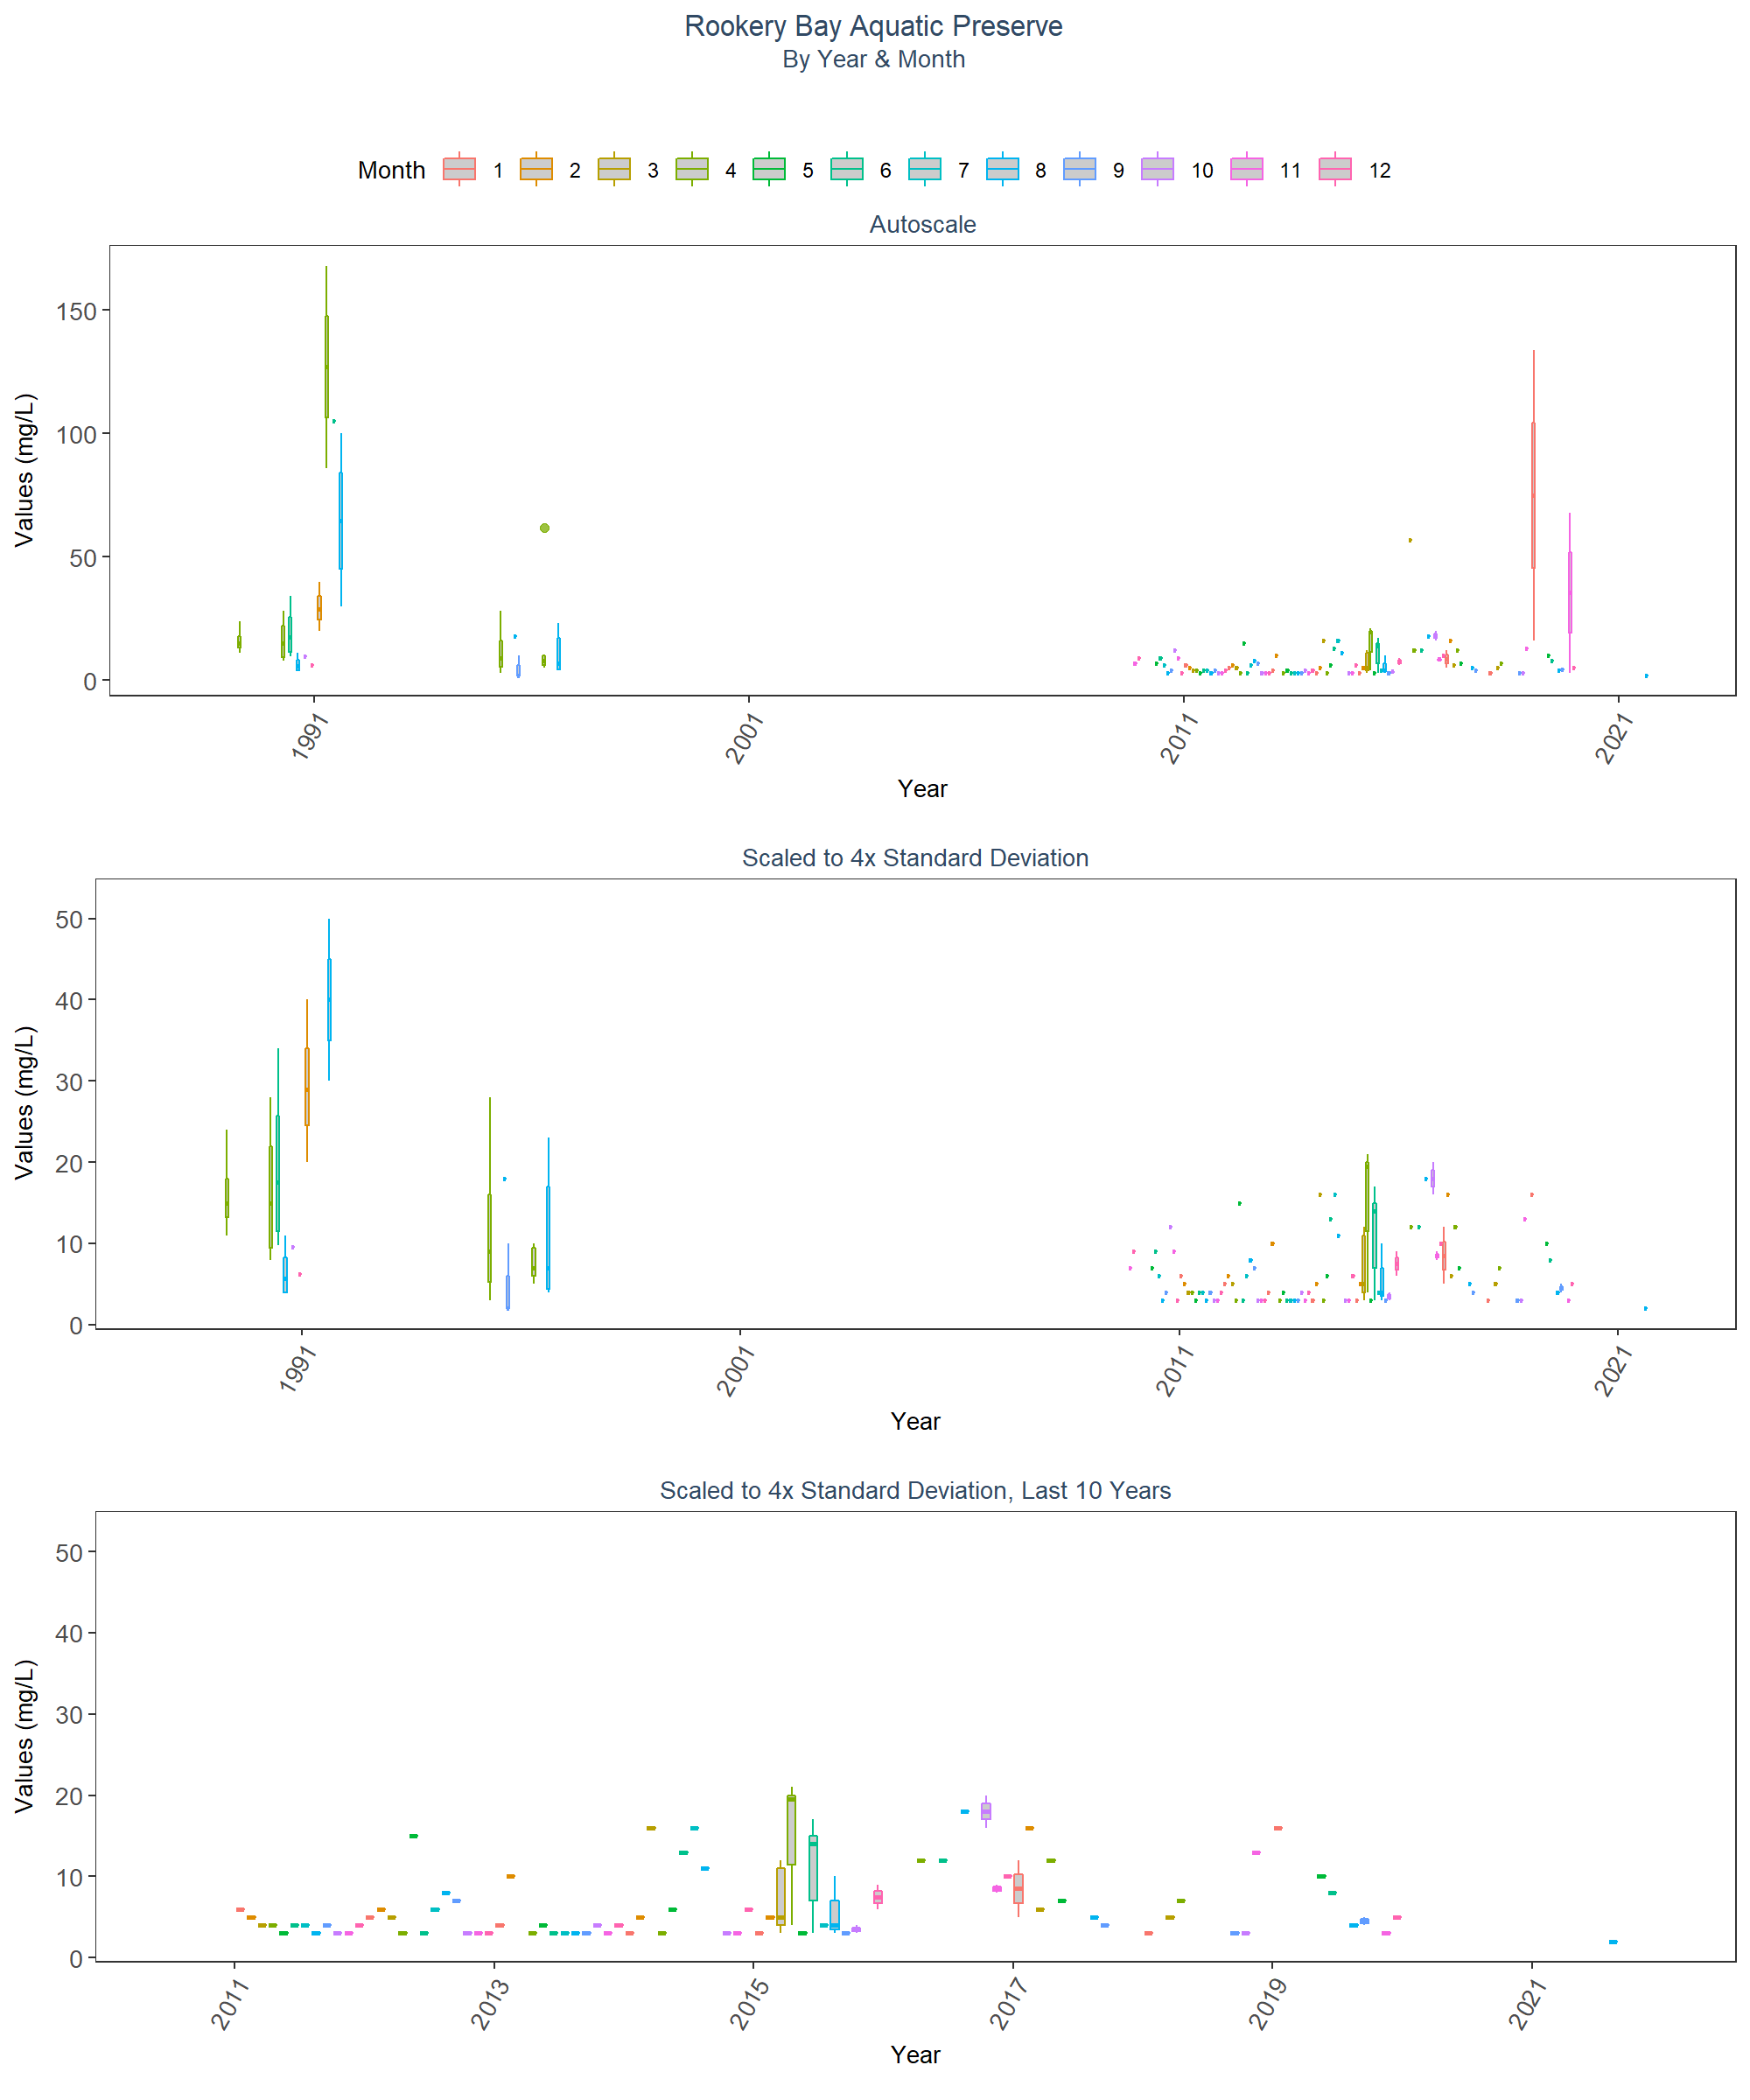 Rookery Bay Aquatic Preserve
By Year & Month
Month 1 2 3 4 5 6 7 8 9 10 11 12
Autoscale
Values (mg/L)
150
100
50
0
1991 2001 2011 2021
Year
Scaled to 4x Standard Deviation
Values (mg/L)
50
40
30
20
10
0
1991 2001 2011 2021
Year
Scaled to 4x Standard Deviation, Last 10 Years
Values (mg/L)
50
40
30
20
10
0
2011 2013 2015 2017 2019 2021
Year